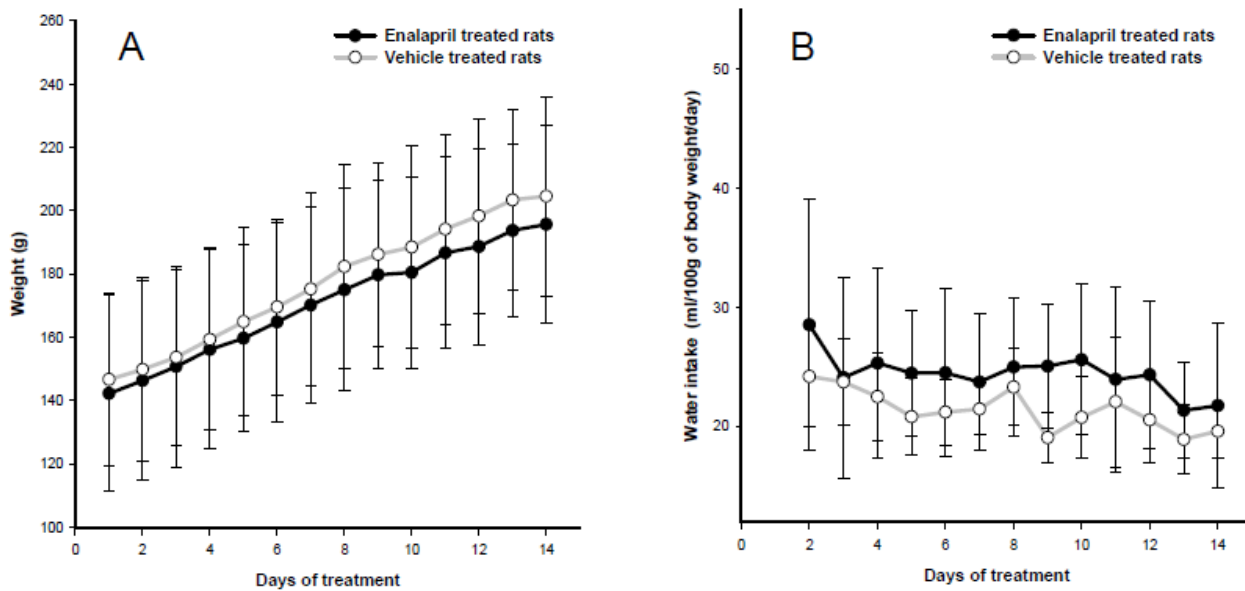 A
Enalapril treated rats
Vehicle treated rats
Weight (g)
260
240
220
200
180
160
140
120
100
0 2 4 6 8 10 12 14
Days of treatment
B
Enalapril treated rats
Vehicle treated rats
Water intake (ml/100g of body weight/day)
50
40
30
20
0 2 4 6 8 10 12 14
Days of treatment